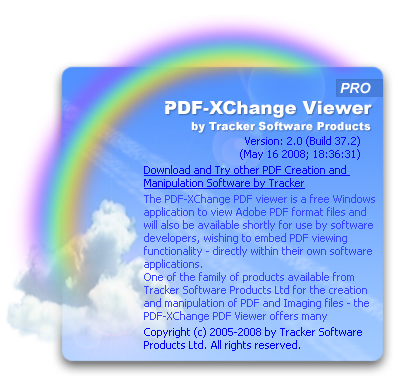 PRO
PDF-XChange Viewer
by Tracker Software Products
Version: 2.0 (Build 37.2)
(May 16 2008; 18:36:31)
Download and Try other PDF Creation and
Manipulation Software by Tracker
The PDF-XChange PDF viewer is a free Windows
application to view Adobe PDF format files and
will also be available shortly for use by software
developers, wishing to embed PDF viewing
functionality - directly within their own software
applications.
One of the family of products available from
Tracker Software Products Ltd for the creation
and manipulation of PDF and Imaging files - the
PDF-XChange PDF Viewer offers many
Copyright (c) 2005-2008 by Tracker Software
Products Ltd. All rights reserved.